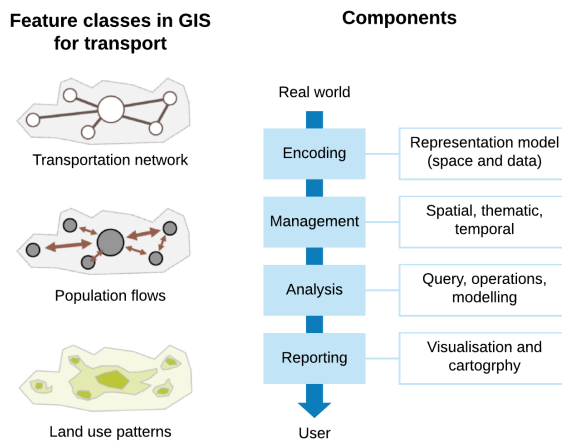 Feature classes in GIS
for transport
Transportation network
Population flows
Land use patterns
Components
Real world
Encoding
Representation model
(space and data)
Management
Spatial, thematic,
temporal
Analysis
Query, operations,
modelling
Reporting
Visualisation and
cartogrphy
User